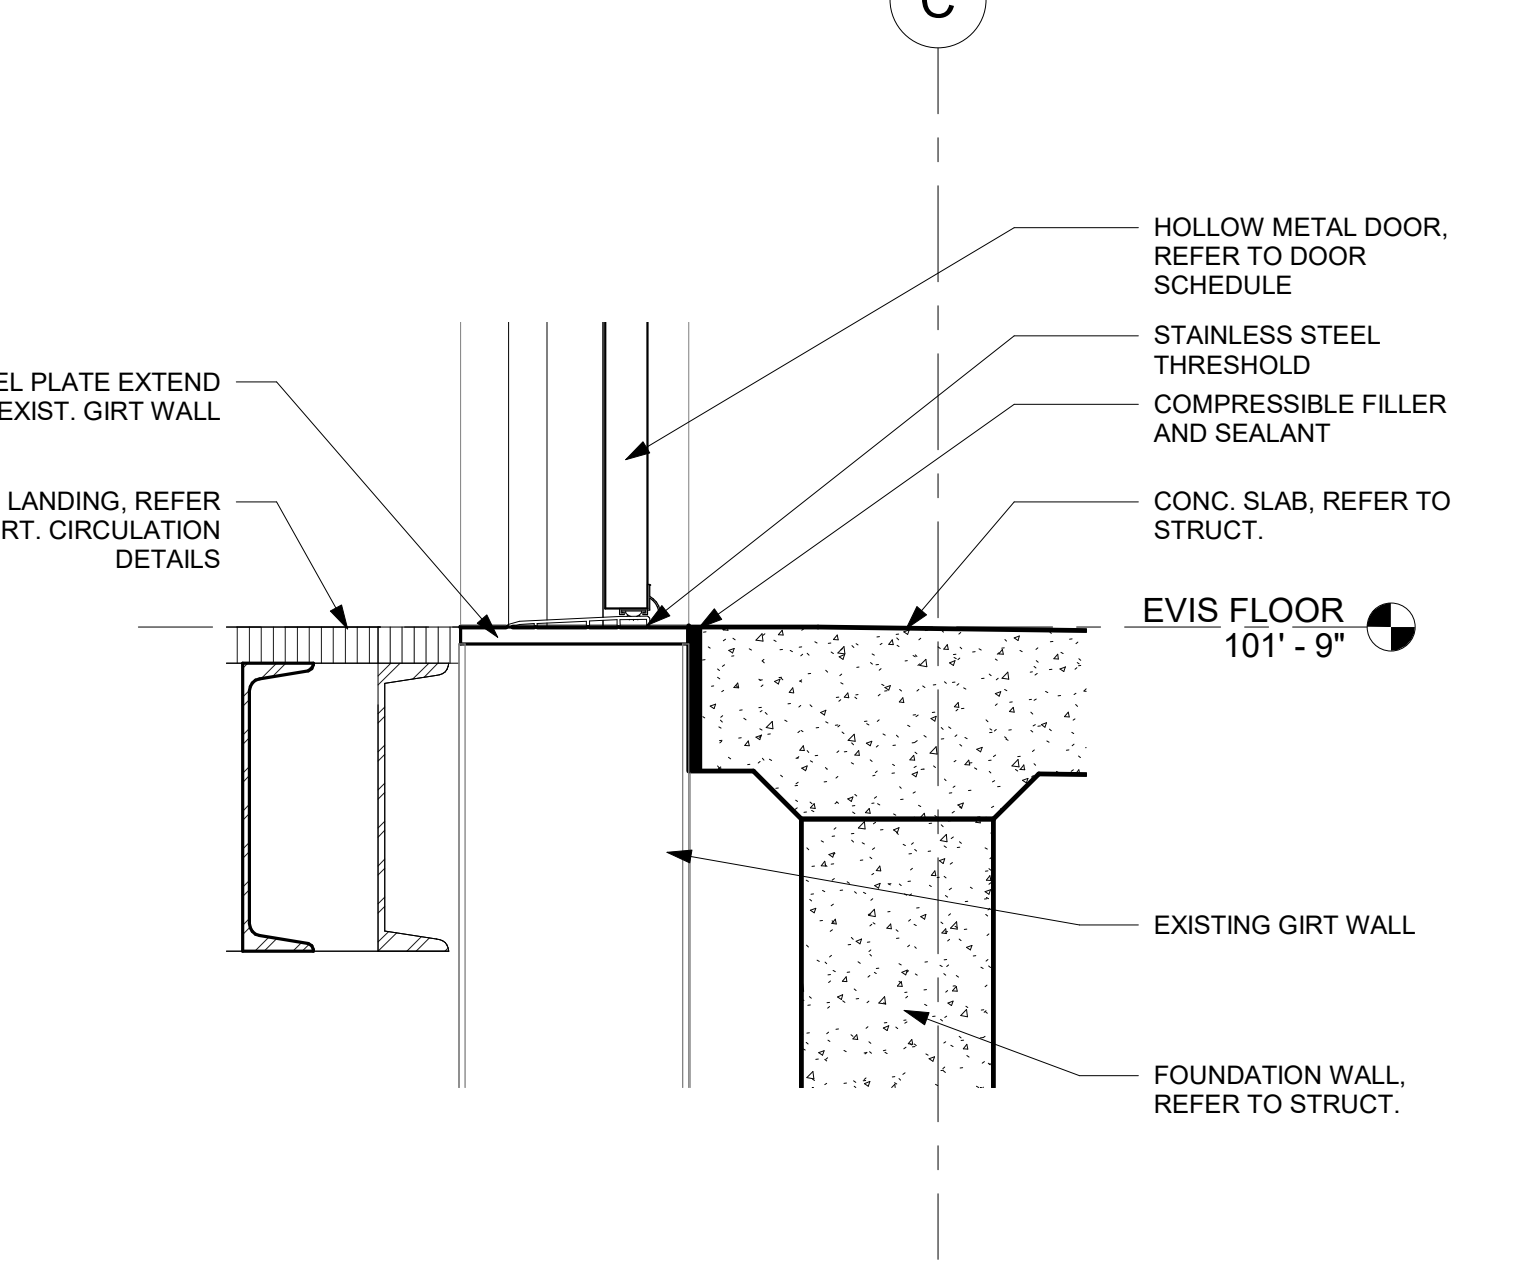 C
HOLLOW METAL DOOR,
REFER TO DOOR
SCHEDULE
STAINLESS STEEL
THRESHOLD
COMPRESSIBLE FILLER
AND SEALANT
CONC. SLAB, REFER TO
STRUCT.
EVIS FLOOR
101' - 9"
EXISTING GIRT WALL
FOUNDATION WALL,
REFER TO STRUCT.
PLATE EXTEND
EXIST. GIRT WALL
LANDING, REFER
CIRCULATION
DETAILS